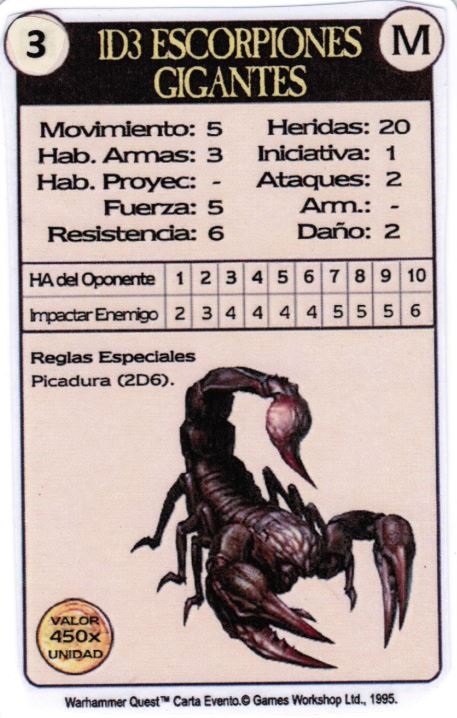 3
1D3 ESCORPIONES
GIGANTES
M
Movimiento: 5 Heridas: 20
Hab. Armas: 3 Iniciativa: 1
Hab. Proyec: - Ataques: 2
Fuerza: 5 Arm.: -
Resistencia: 6 Daño: 2
HA del Oponente 1 2 3 4 5 6 7 8 9 10
Impactar Enemigo 2 3 4 4 4 4 5 5 5 6
Reglas Especiales
Picadura (2D6).
VALOR
450x
UNIDAD
Warhammer Quest™ Carta Evento.© Games Workshop Ltd., 1995.